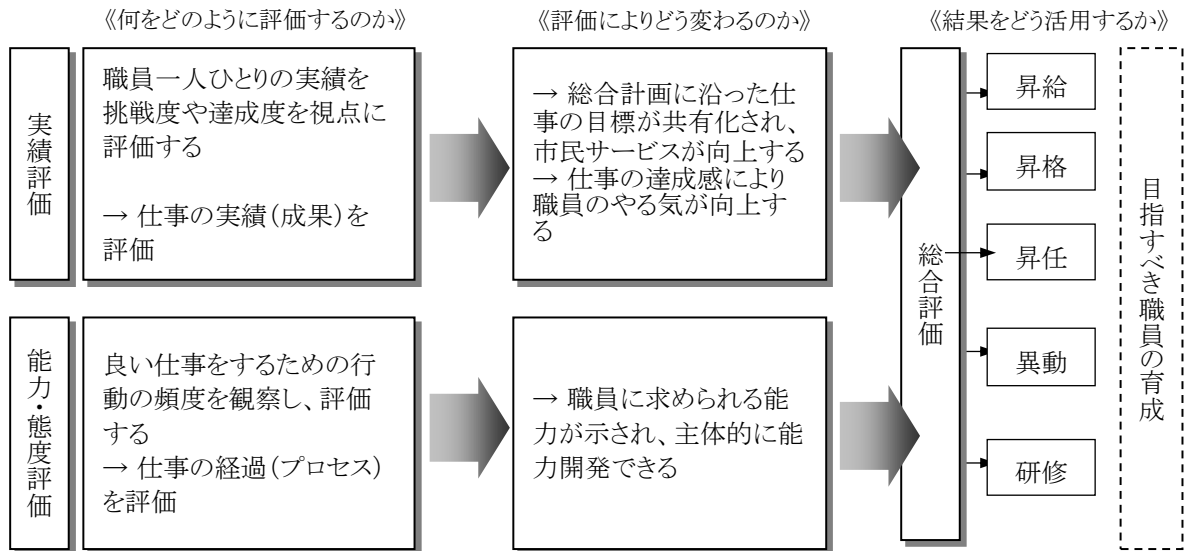 《何をどのように評価するのか》
《評価によりどう変わるのか》
《結果をどう活用するか》
実績評価
職員一人ひとりの実績を
挑戦度や達成度を視点に
評価する
→ 仕事の実績(成果)を
評価
→ 総合計画に沿った仕
事の目標が共有化され、
市民サービスが向上する
→ 仕事の達成感により
職員のやる気が向上す
る
能力・態度評価
良い仕事をするための行
動の頻度を観察し、評価
する
→ 仕事の経過(プロセス)
を評価
→ 職員に求められる能
力が示され、主体的に能
力開発できる
総合評価
昇給
昇格
昇任
異動
研修
目指すべき職員の育成